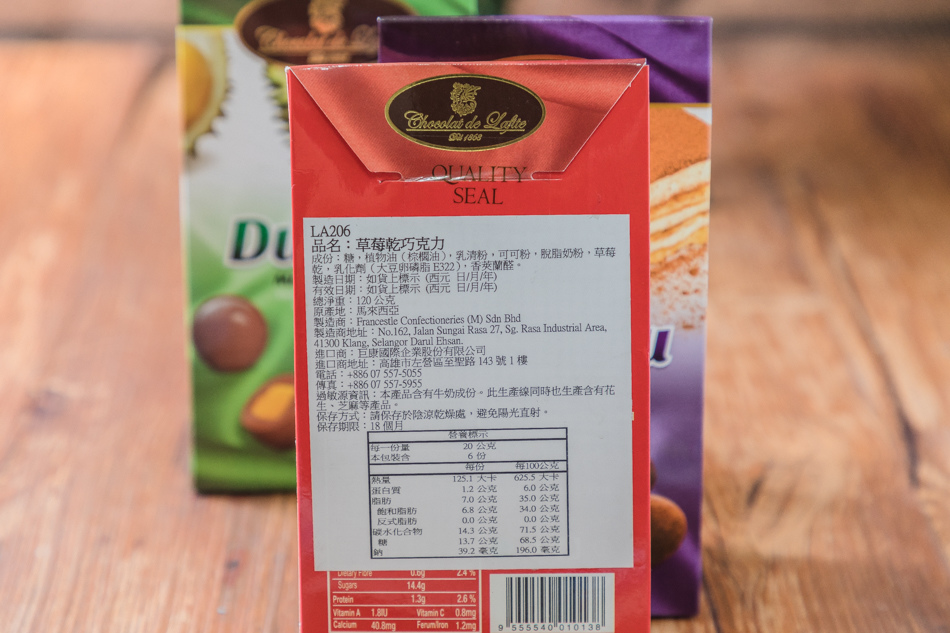 Chocolat de Lafite
Chocolat de Lafite
Est 1858
QUALITY
SEAL
Du
u
LA206
品名：草莓乾巧克力
成份：糖，植物油（棕櫚油），乳清粉，可可粉，脫脂奶粉，草莓
乾，乳化劑（大豆卵磷脂 E322），香莢蘭醛。
製造日期：如貨上標示 (西元 日/月/年)
有效日期：如貨上標示 (西元 日/月/年)
總淨重：120 公克
原產地：馬來西亞
製造商：Francestle Confectioneries (M) Sdn Bhd
製造商地址：No.162, Jalan Sungai Rasa 27, Sg. Rasa Industrial Area,
41300 Klang, Selangor Darul Ehsan.
進口商：巨康國際企業股份有限公司
進口商地址：高雄市左營區至聖路 143 號 1 樓
電話：+886 07 557-5055
傳真：+886 07 557-5955
過敏源資訊：本產品含有牛奶成份。此生產線同時也生產含有花
生、芝麻等產品。
保存方式：請保存於陰涼乾燥處，避免陽光直射。
保存期限：18 個月
營養標示
每一份量 20 公克
本包裝含 6 份
每份 每100公克
熱量 125.1 大卡 625.5 大卡
蛋白質 1.2 公克 6.0 公克
脂肪 7.0 公克 35.0 公克
飽和脂肪 6.8 公克 34.0 公克
反式脂肪 0.0 公克 0.0 公克
碳水化合物 14.3 公克 71.5 公克
糖 13.7 公克 68.5 公克
鈉 39.2 毫克 196.0 毫克
Dietary Fibre 0.6g 2.4 %
Sugars 14.4g
Protein 1.3g 2.6 %
Vitamin A 1.8IU Vitamin C 0.8mg
Calcium 40.8mg Ferum/Iron 1.2mg
9 555540 010138